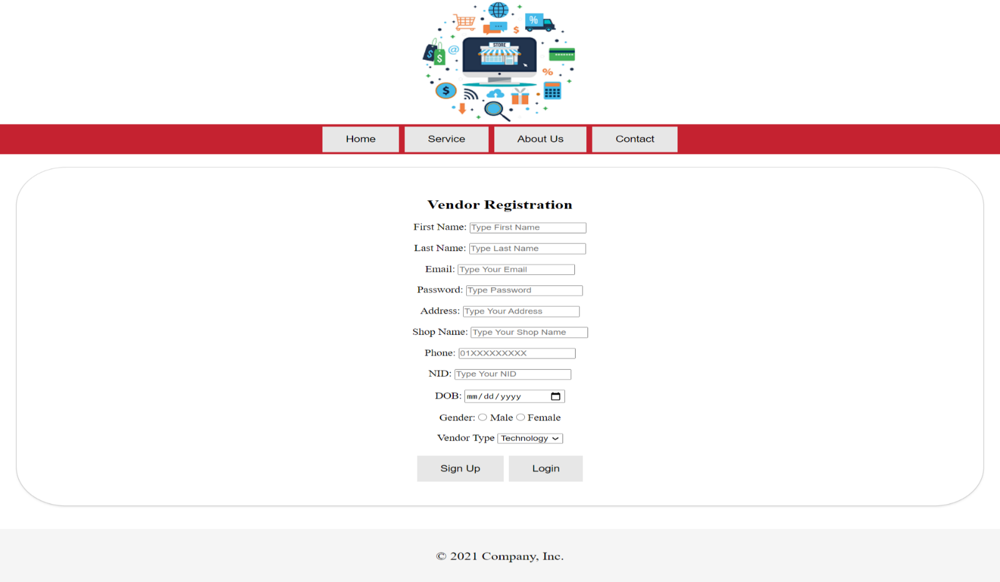 %
$
STORE
@
$
$
%
$
Home Service About Us Contact
Vendor Registration
First Name: Type First Name
Last Name: Type Last Name
Email: Type Your Email
Password: Type Password
Address: Type Your Address
Shop Name: Type Your Shop Name
Phone: 01XXXXXXXXX
NID: Type Your NID
DOB: mm/dd/yyyy
Gender: Male Female
Vendor Type Technology
Sign Up Login
© 2021 Company, Inc.